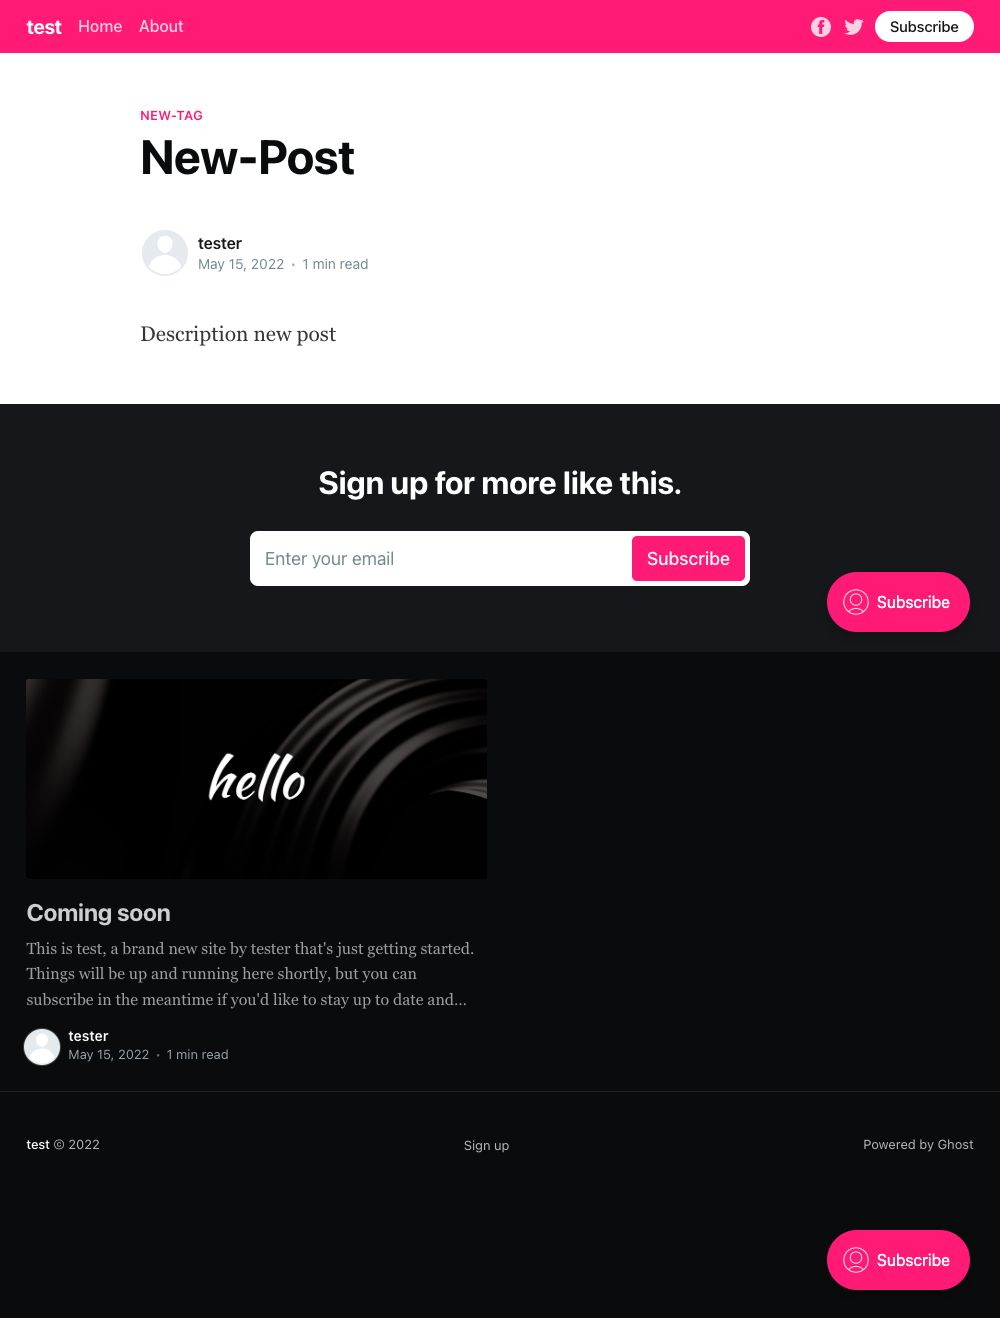 test Home About Subscribe
NEW-TAG
New-Post
tester
May 15, 2022 • 1 min read
Description new post
Sign up for more like this.
Enter your email Subscribe
Subscribe
hello
Coming soon
This is test, a brand new site by tester that's just getting started.
Things will be up and running here shortly, but you can
subscribe in the meantime if you'd like to stay up to date and...
tester
May 15, 2022 • 1 min read
test © 2022 Sign up Powered by Ghost
Subscribe